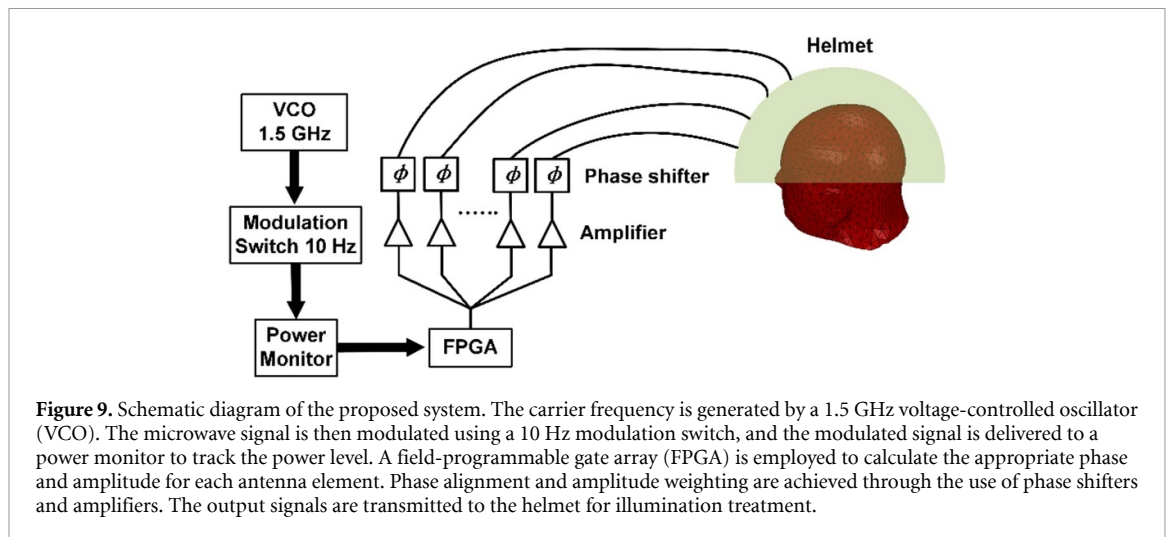 Helmet
VCO
1.5 GHz
ϕ ϕ ϕ ϕ
Phase shifter
Modulation
Switch 10 Hz
......
Amplifier
Power
Monitor
FPGA
Figure 9. Schematic diagram of the proposed system. The carrier frequency is generated by a 1.5 GHz voltage-controlled oscillator
(VCO). The microwave signal is then modulated using a 10 Hz modulation switch, and the modulated signal is delivered to a
power monitor to track the power level. A field-programmable gate array (FPGA) is employed to calculate the appropriate phase
and amplitude for each antenna element. Phase alignment and amplitude weighting are achieved through the use of phase shifters
and amplifiers. The output signals are transmitted to the helmet for illumination treatment.